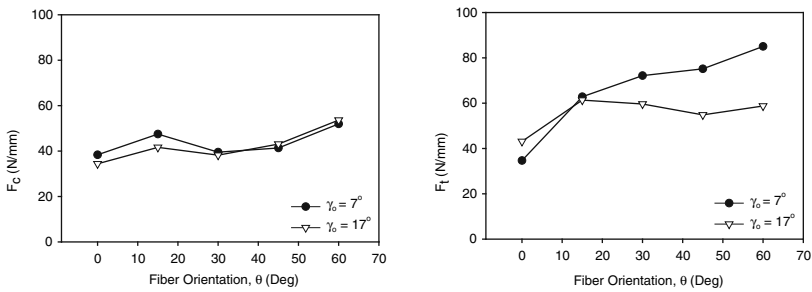 100
80
60
40
20
0
F_c (N/mm)
γ_o = 7°
γ_o = 17°
0 10 20 30 40 50 60 70
Fiber Orientation, θ (Deg)
100
80
60
40
20
0
F_t (N/mm)
γ_o = 7°
γ_o = 17°
0 10 20 30 40 50 60 70
Fiber Orientation, θ (Deg)